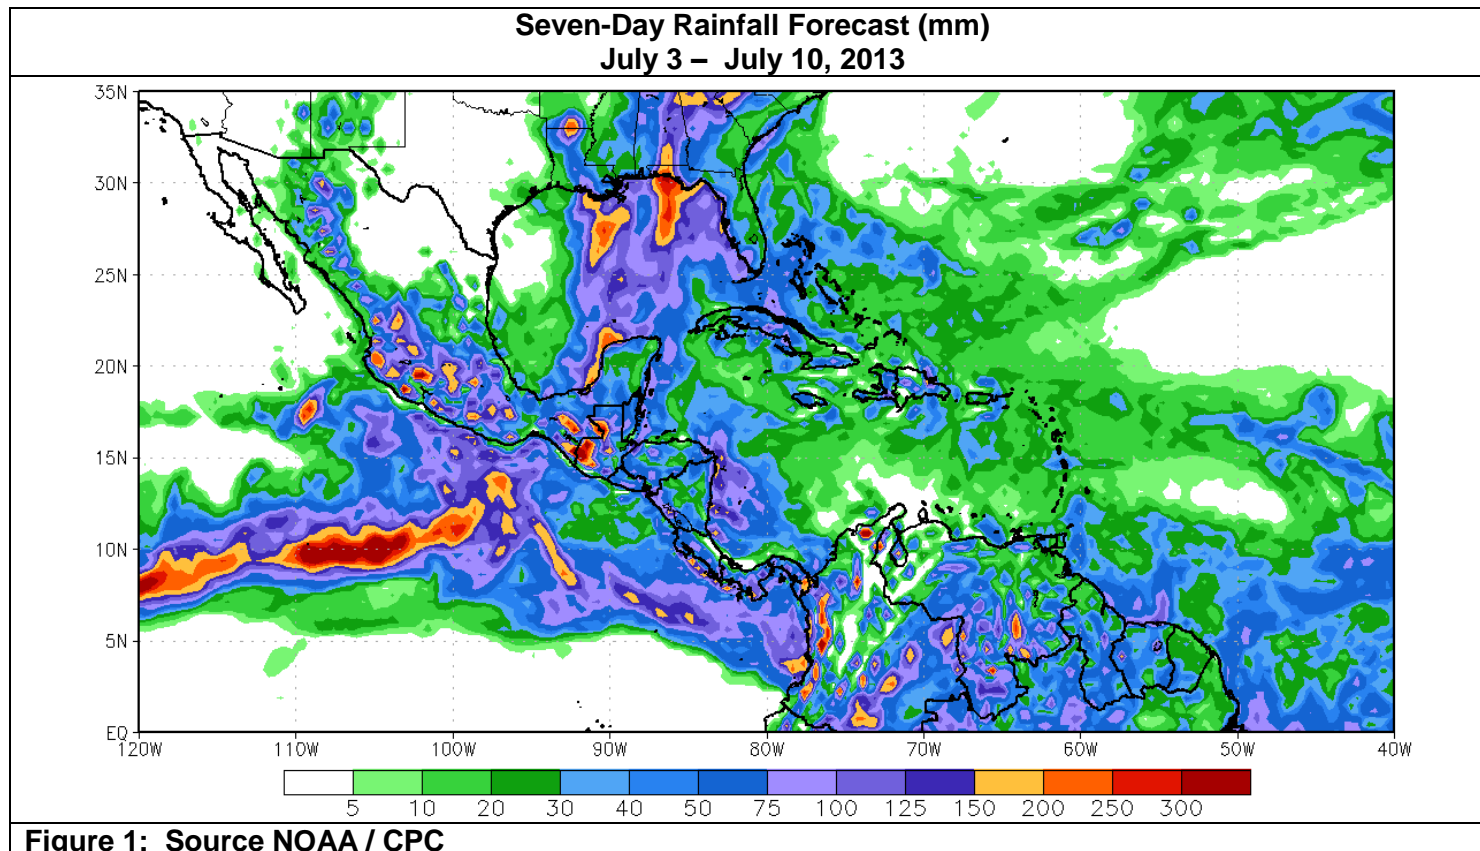 Seven-Day Rainfall Forecast (mm)
July 3 – July 10, 2013
35N
30N
25N
20N
15N
10N
5N
EQ
120W 110W 100W 90W 80W 70W 60W 50W 40W
5 10 20 30 40 50 75 100 125 150 200 250 300
Figure 1: Source NOAA / CPC